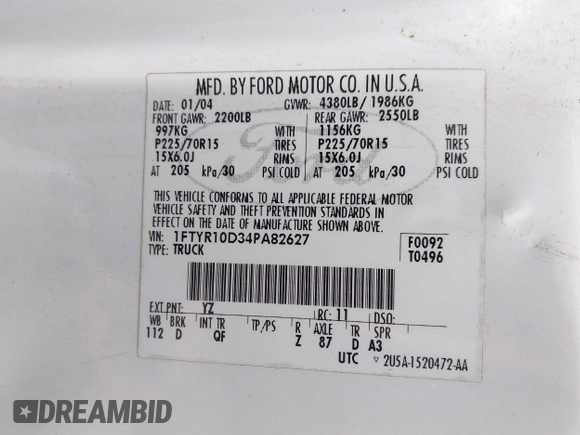 MFD. BY FORD MOTOR CO. IN U.S.A.
DATE: 01/04 GVWR: 4380LB/ 1986KG
FRONT GAWR: 2200LB REAR GAWR: 2550LB
997KG WITH 1156KG WITH
P225/70R15 TIRES P225/70R15 TIRES
15X6.0J RIMS 15X6.0J RIMS
AT 205 kPa/30 PSI COLD AT 205 kPa/30 PSI COLD
THIS VEHICLE CONFORMS TO ALL APPLICABLE FEDERAL MOTOR
VEHICLE SAFETY AND THEFT PREVENTION STANDARDS IN
EFFECT ON THE DATE OF MANUFACTURE SHOWN ABOVE.
VIN: 1FTYR10D34PA82627 F0092
TYPE: TRUCK T0496
EXT PNT: YZ RC: 11 DSO:
WB BRK INT TR TP/PS R AXLE TR SPR
112 D QF Z 87 D A3
UTC ▽ 2U5A-1520472-AA
Ford
DREAMBID